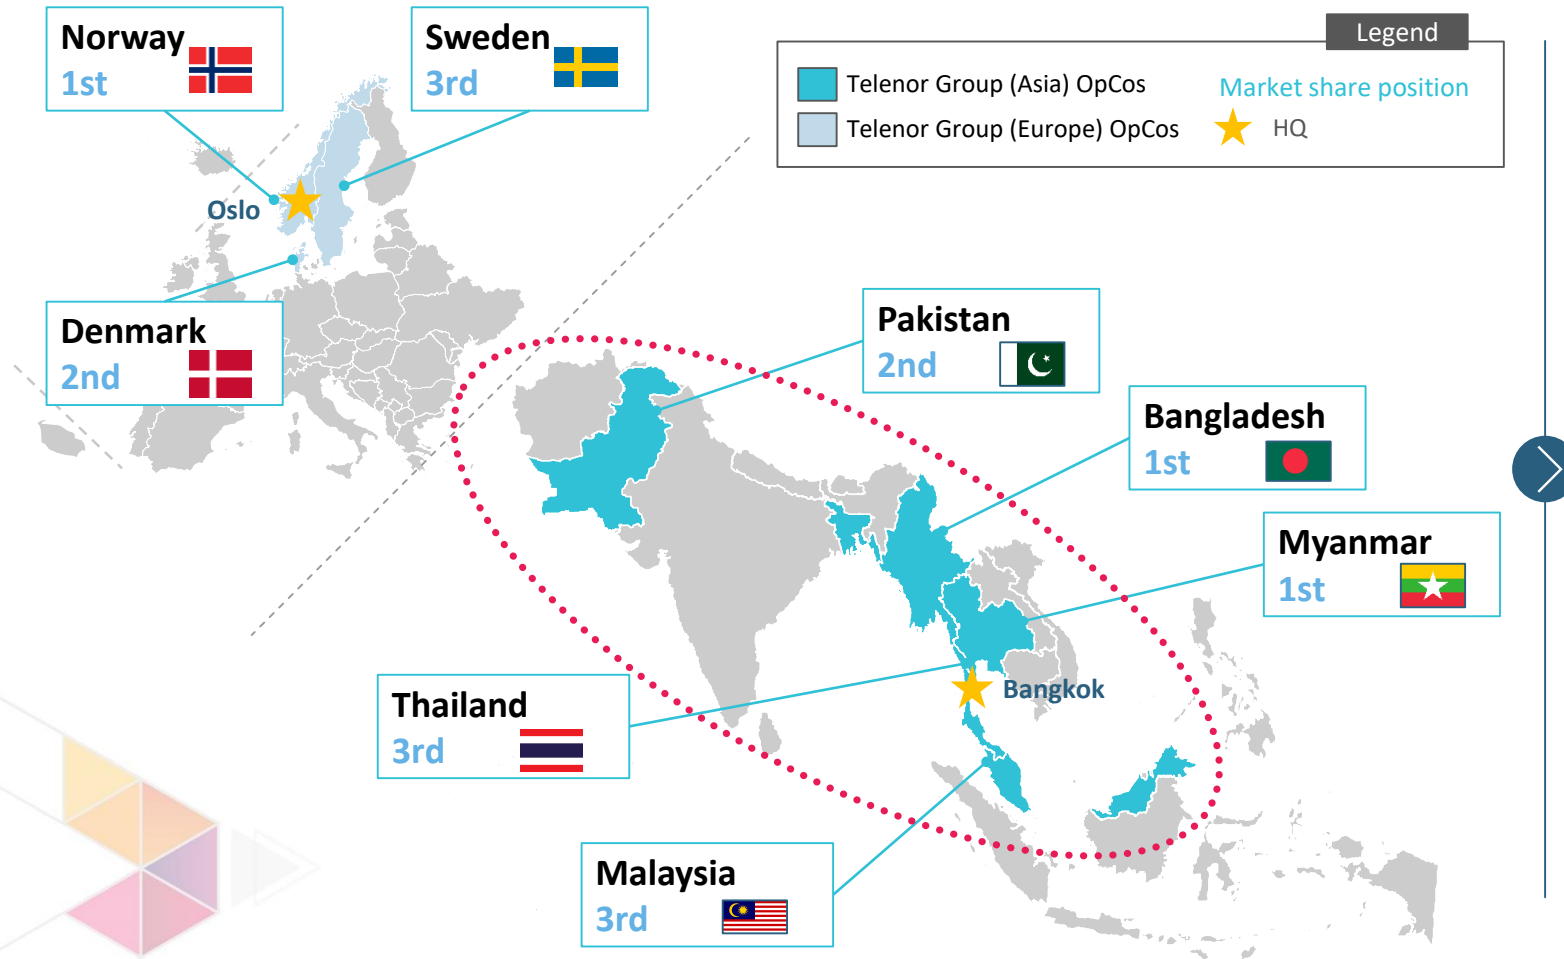 Norway
1st
Sweden
3rd
Legend
Telenor Group (Asia) OpCos
Market share position
Telenor Group (Europe) OpCos
HQ
Oslo
Denmark
2nd
Pakistan
2nd
Bangladesh
1st
Myanmar
1st
Thailand
3rd
Bangkok
Malaysia
3rd